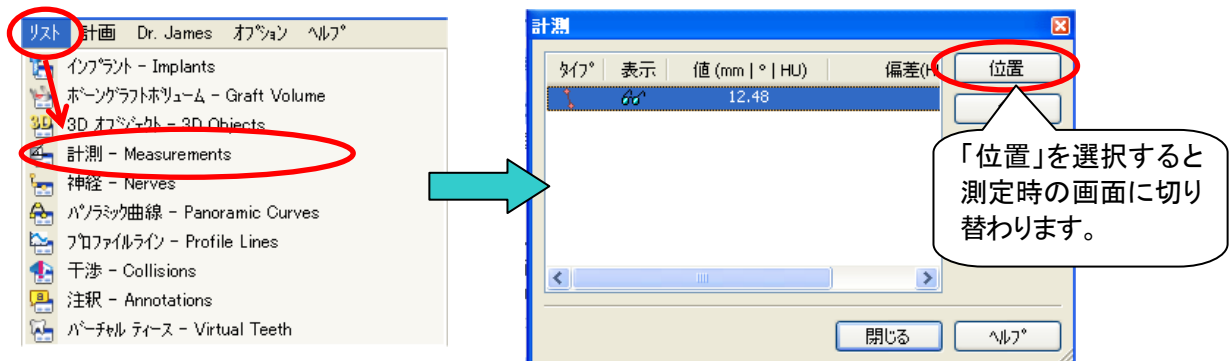 リスト 計画 Dr. James ｵﾌﾟｼｮﾝ ﾍﾙﾌﾟ
ｲﾝﾌﾟﾗﾝﾄ - Implants
ﾎﾞｰﾝｸﾞﾗﾌﾄﾎﾞﾘｭｰﾑ - Graft Volume
3D ｵﾌﾞｼﾞｪｸﾄ - 3D Objects
計測 - Measurements
神経 - Nerves
ﾊﾟﾉﾗﾐｯｸ曲線 - Panoramic Curves
ﾌﾟﾛﾌｧｲﾙﾗｲﾝ - Profile Lines
干渉 - Collisions
注釈 - Annotations
ﾊﾞｰﾁｬﾙ ﾃｨｰｽ - Virtual Teeth
計測
ﾀｲﾌﾟ 表示 値 (mm | ° | HU) 偏差(H
12.48
位置
「位置」を選択すると
測定時の画面に切り
替わります。
閉じる ﾍﾙﾌﾟ